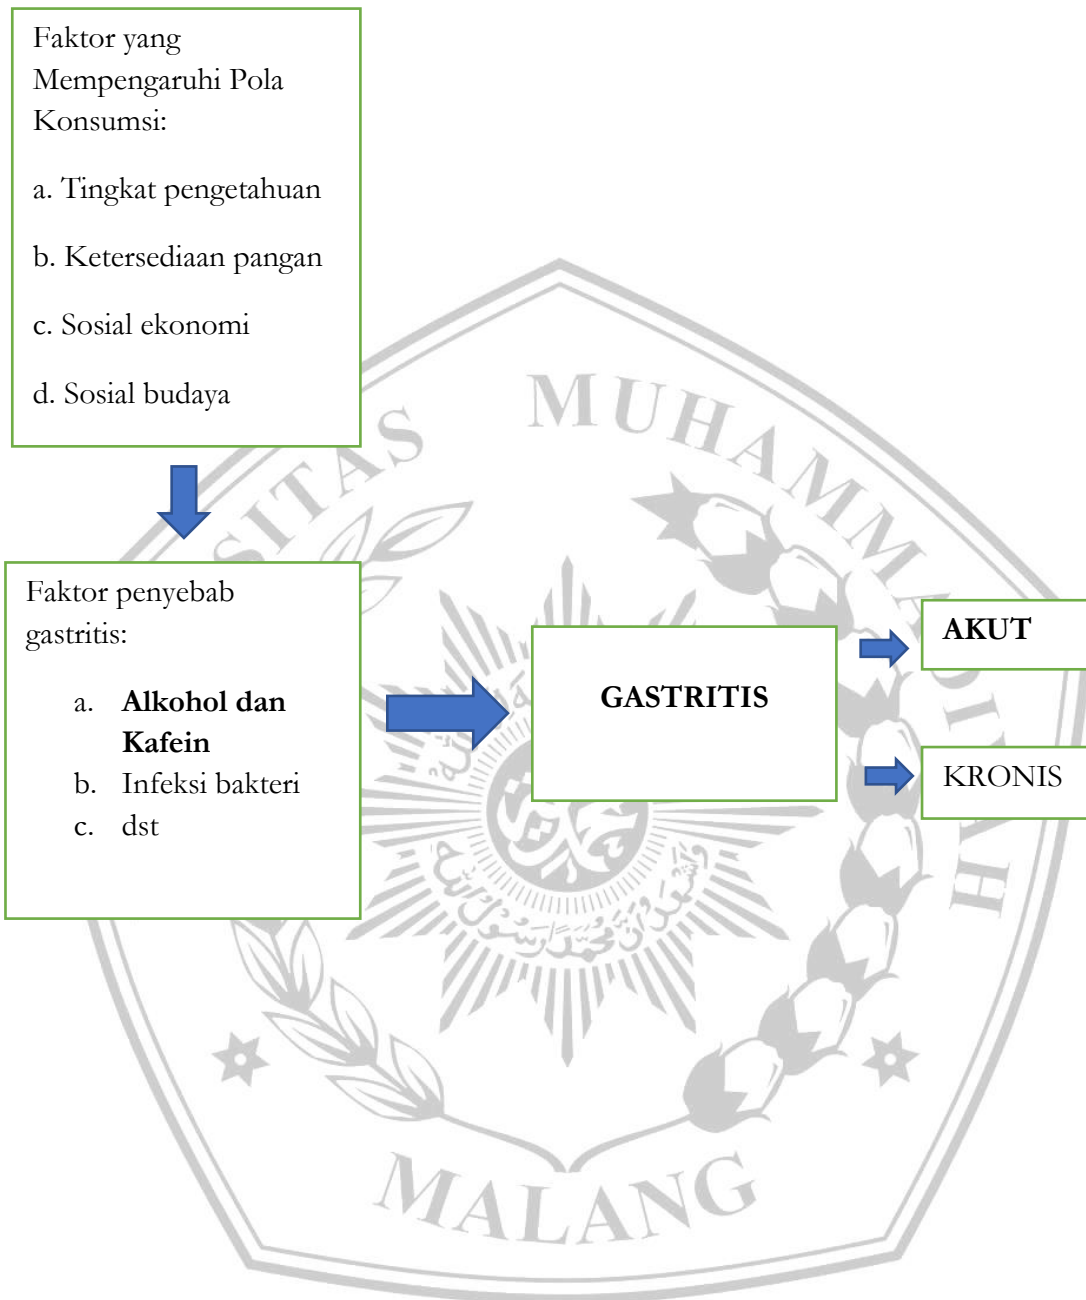 Faktor yang
Mempengaruhi Pola
Konsumsi:
a. Tingkat pengetahuan
b. Ketersediaan pangan
c. Sosial ekonomi
d. Sosial budaya
Faktor penyebab
gastritis:
a. Alkohol dan
Kafein
b. Infeksi bakteri
c. dst
GASTRITIS
AKUT
KRONIS
SITAS MUHAMMADIYAH
MALANG